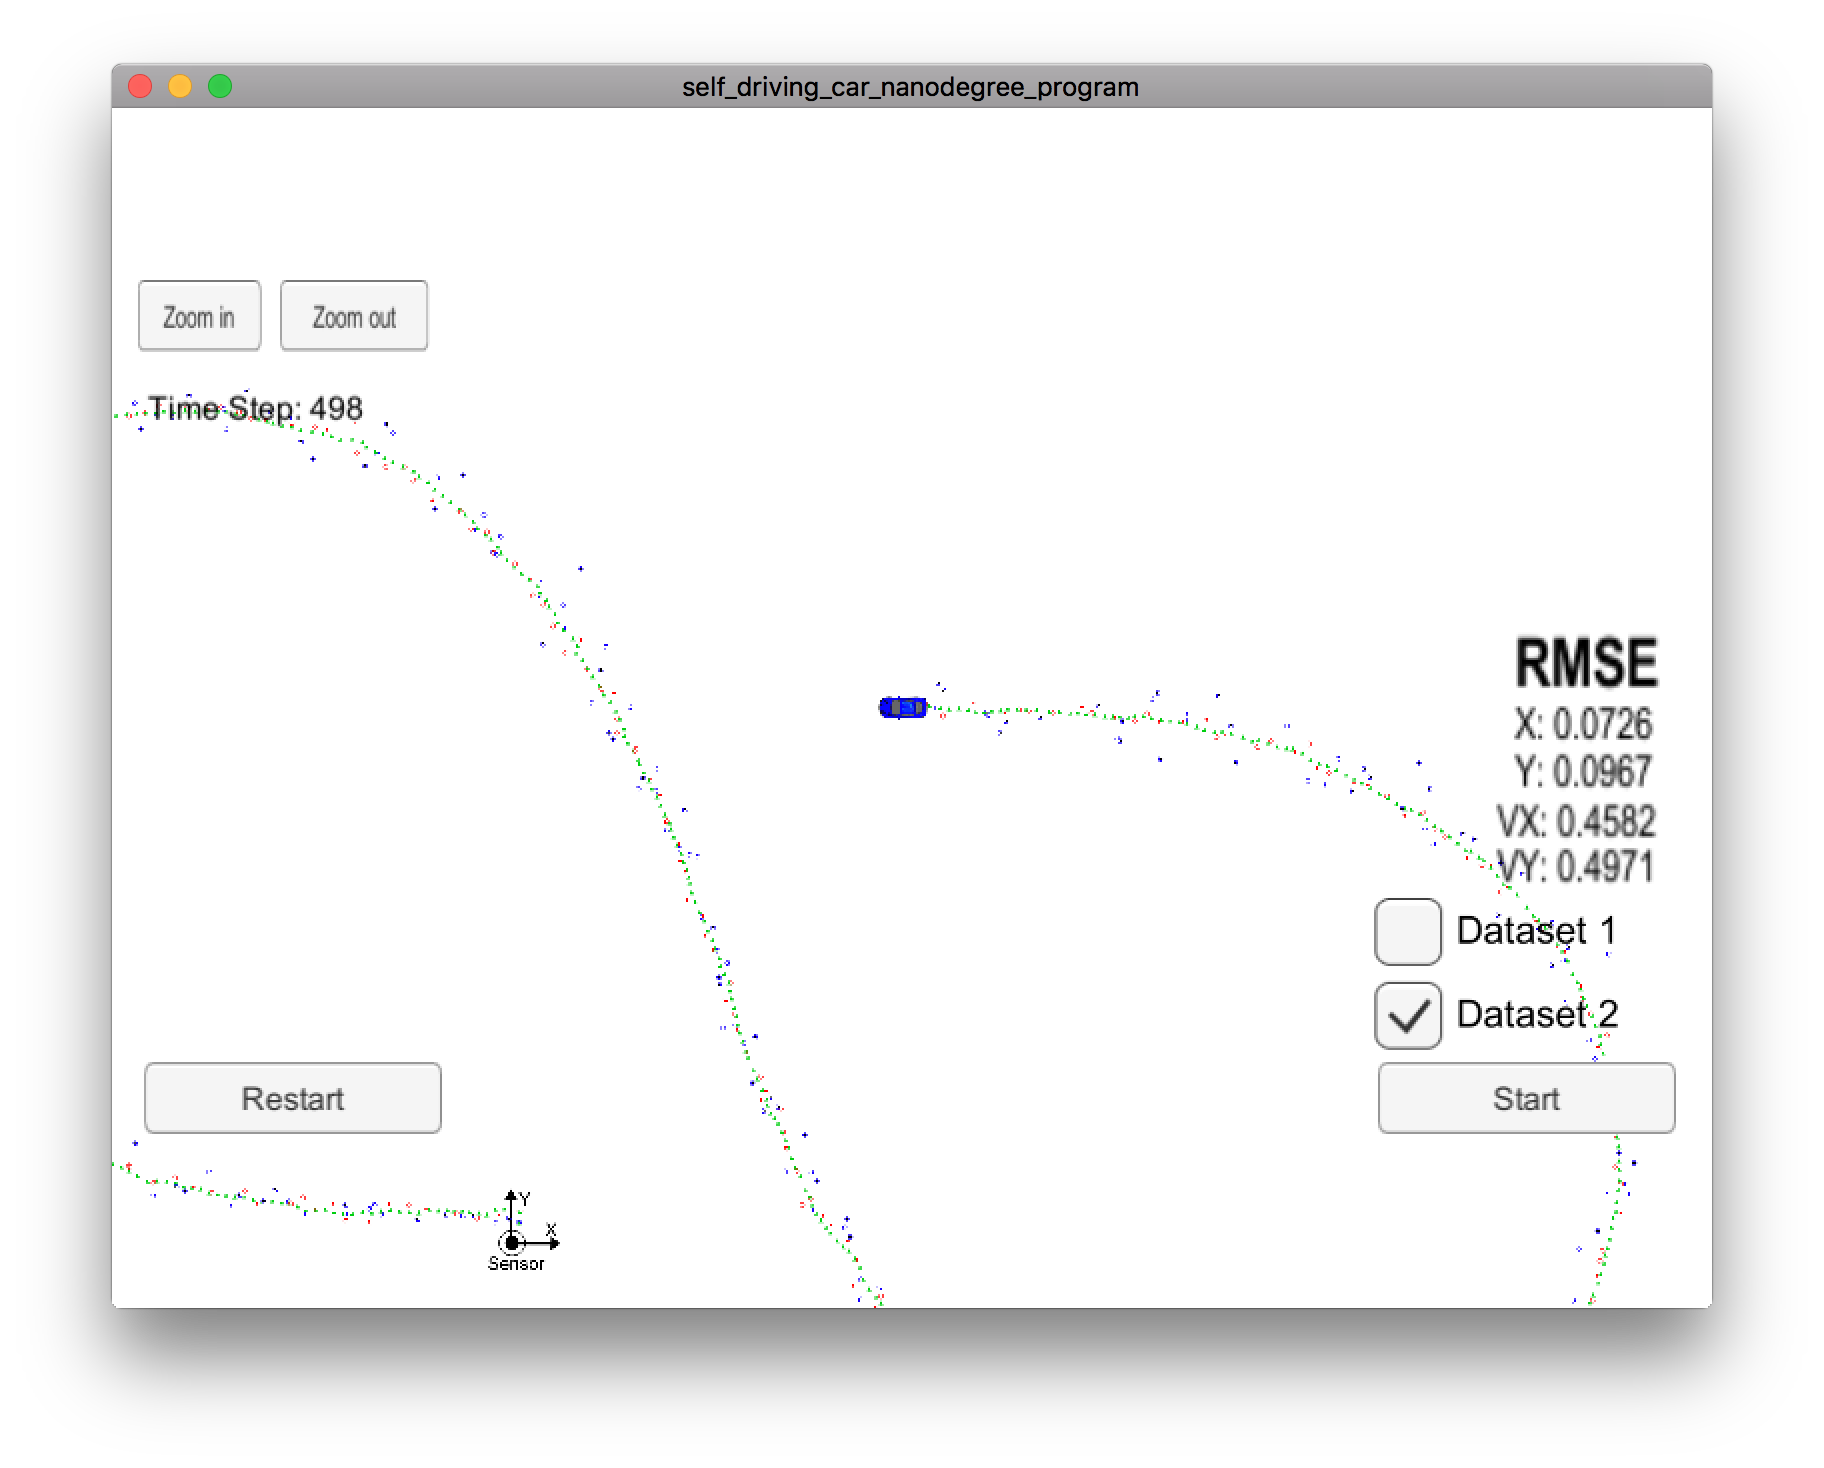 self_driving_car_nanodegree_program
Zoom in
Zoom out
Time Step: 498
RMSE
X: 0.0726
Y: 0.0967
VX: 0.4582
VY: 0.4971
Dataset 1
Dataset 2
Restart
Start
Y
X
Sensor